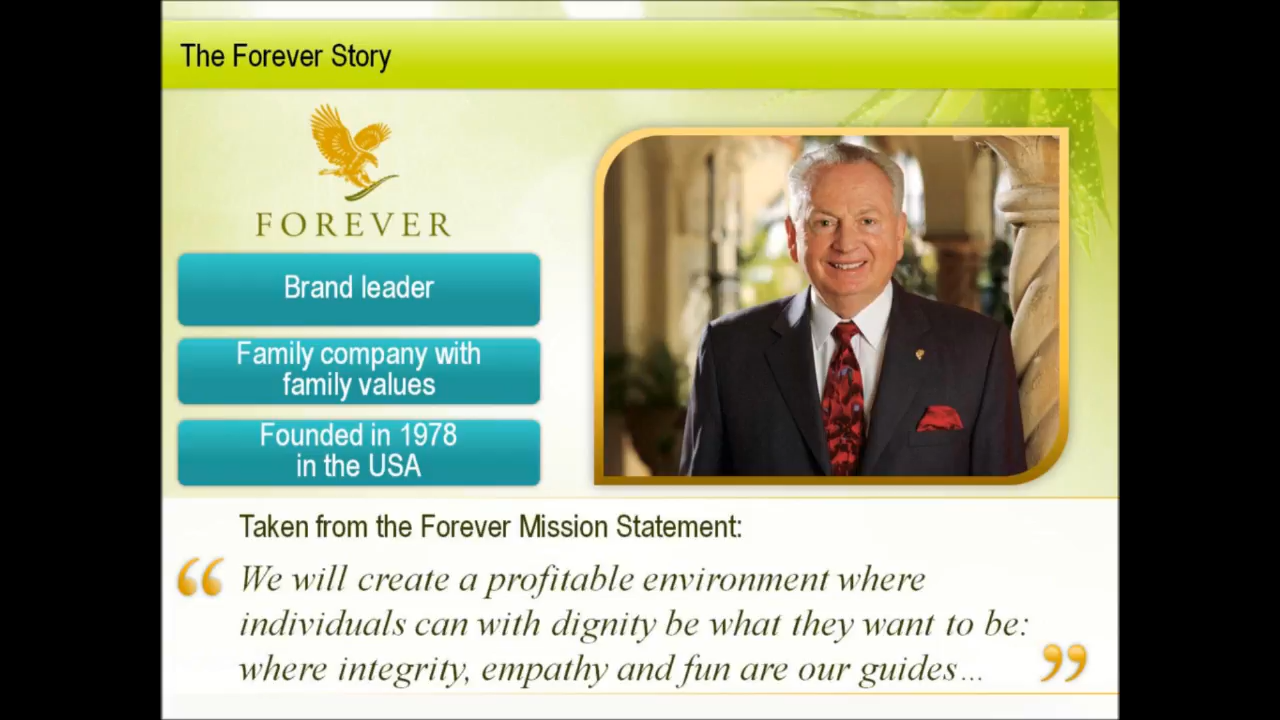 The Forever Story
FOREVER
Brand leader
Family company with
family values
Founded in 1978
in the USA
Taken from the Forever Mission Statement:
“ We will create a profitable environment where
individuals can with dignity be what they want to be:
where integrity, empathy and fun are our guides... ”